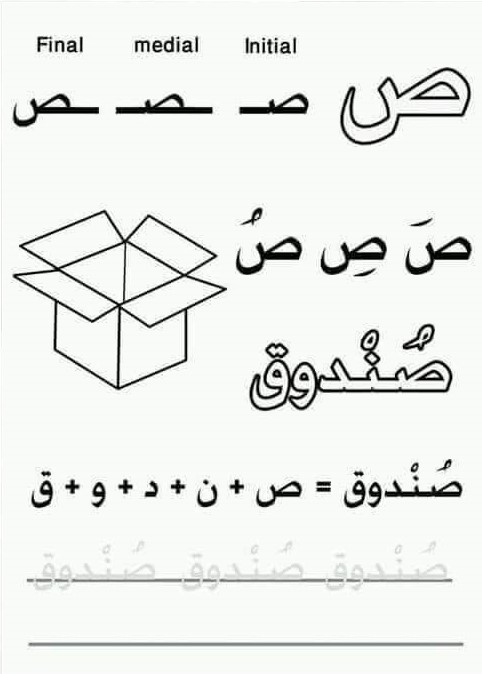 Final medial Initial
ص صـ ـصـ ـص
صَ صِ صُ
صُنْدوق
صُنْدوق = ص + ن + د + و + ق
صُنْدوق صُنْدوق صُنْدوق